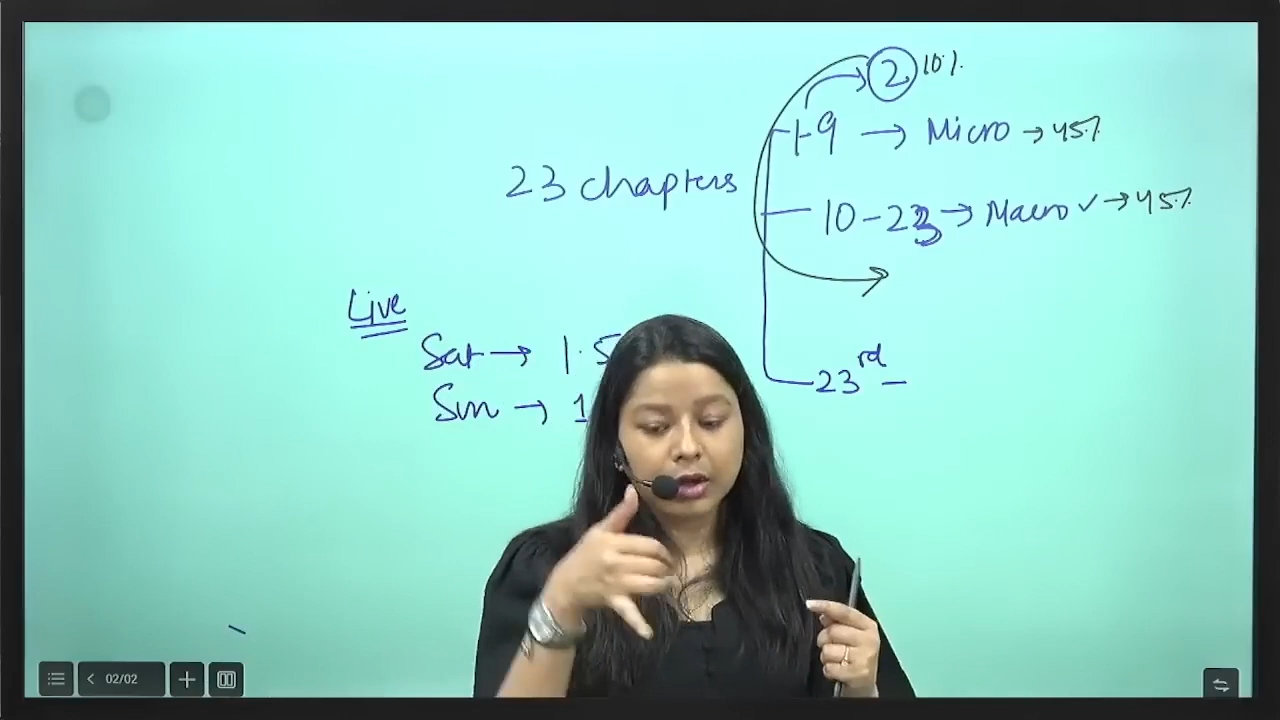 2 10%
1-9 → Micro → 45%
23 chapters
10-23 → Macro ✓ → 45%
Live
Sat → 1.5
23rd -
Sun → 1
02/02